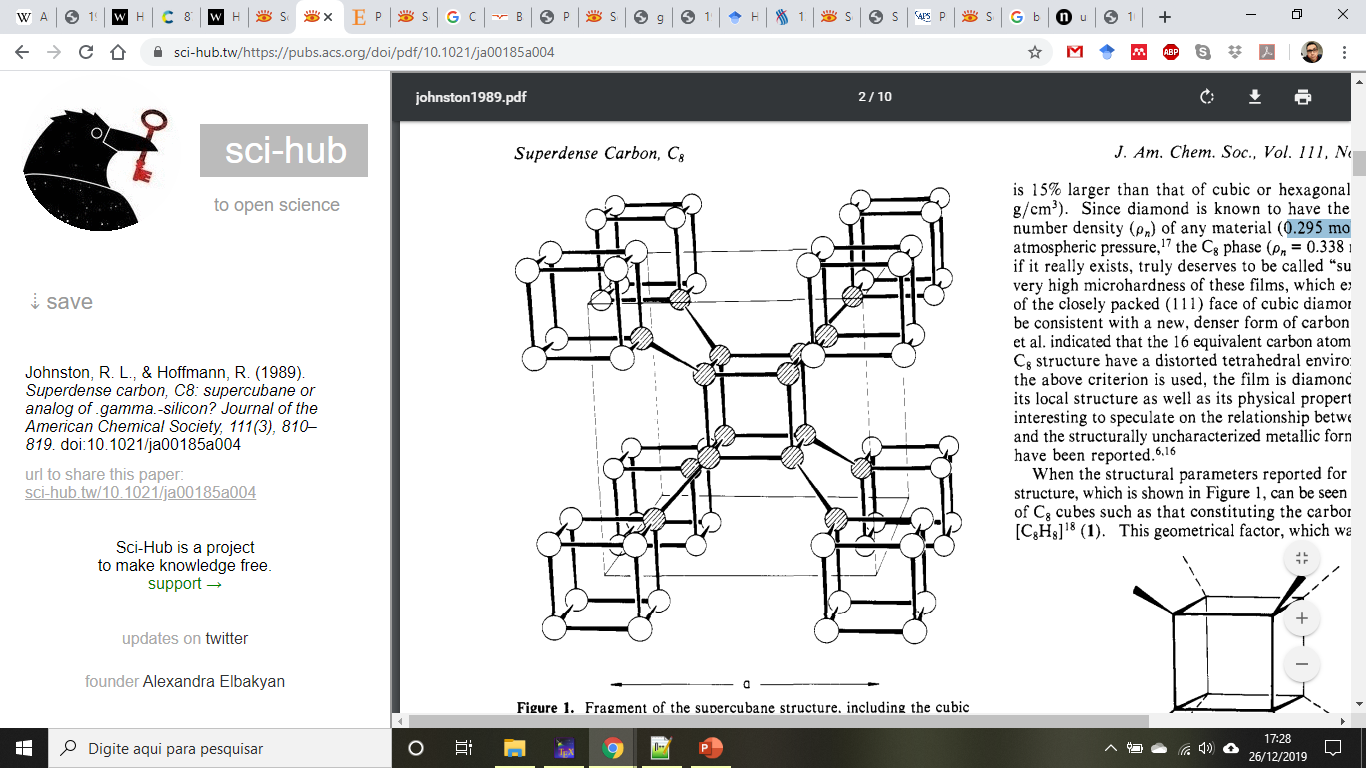 A
19
H
C
8
H
S
S
E
P
S
G
C
B
P
S
g
1
H
1
S
S
P
S
b
u
1
sci-hub.tw/https://pubs.acs.org/doi/pdf/10.1021/ja00185a004
ABP
sci-hub
to open science
⇣ save
Johnston, R. L., & Hoffmann, R. (1989).
Superdense carbon, C8: supercubane or
analog of .gamma.-silicon? Journal of the
American Chemical Society, 111(3), 810–
819. doi:10.1021/ja00185a004
url to share this paper:
sci-hub.tw/10.1021/ja00185a004
Sci-Hub is a project
to make knowledge free.
support →
updates on twitter
founder Alexandra Elbakyan
johnston1989.pdf
2 / 10
Superdense Carbon, C₈
J. Am. Chem. Soc., Vol. 111, No
a
Figure 1. Fragment of the supercubane structure, including the cubic
is 15% larger than that of cubic or hexagonal
g/cm³). Since diamond is known to have the
number density (ρₙ) of any material (0.295 mo
atmospheric pressure,¹⁷ the C₈ phase (ρₙ = 0.338
if it really exists, truly deserves to be called “su
very high microhardness of these films, which ex
of the closely packed (111) face of cubic diamon
be consistent with a new, denser form of carbon
et al. indicated that the 16 equivalent carbon atom
C₈ structure have a distorted tetrahedral enviro
the above criterion is used, the film is diamond
its local structure as well as its physical propert
interesting to speculate on the relationship betwe
and the structurally uncharacterized metallic form
have been reported.⁶,¹⁶
When the structural parameters reported for
structure, which is shown in Figure 1, can be seen
of C₈ cubes such as that constituting the carbon
[C₈H₈]¹⁸ (1). This geometrical factor, which wa
Digite aqui para pesquisar
17:28
26/12/2019